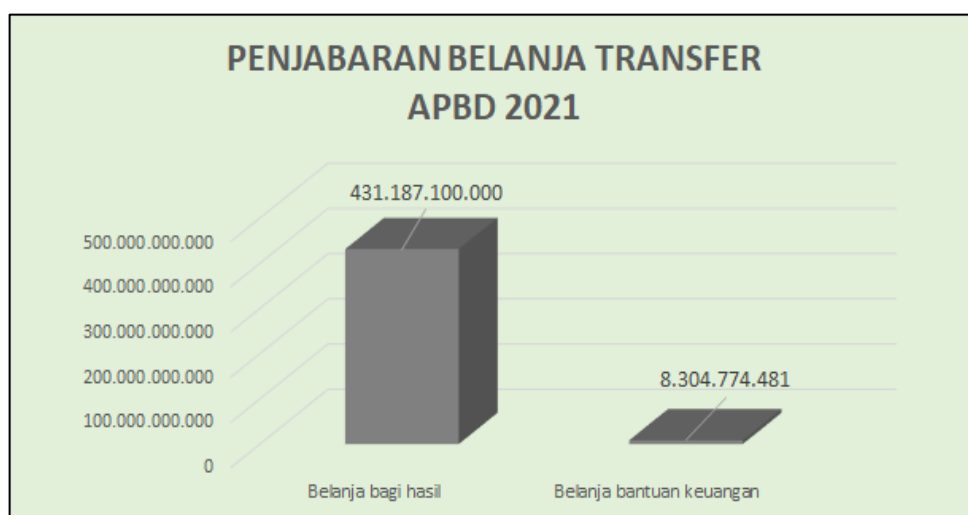 PENJABARAN BELANJA TRANSFER
APBD 2021
431.187.100.000
500.000.000.000
400.000.000.000
300.000.000.000
200.000.000.000
8.304.774.481
100.000.000.000
0
Belanja bagi hasil
Belanja bantuan keuangan